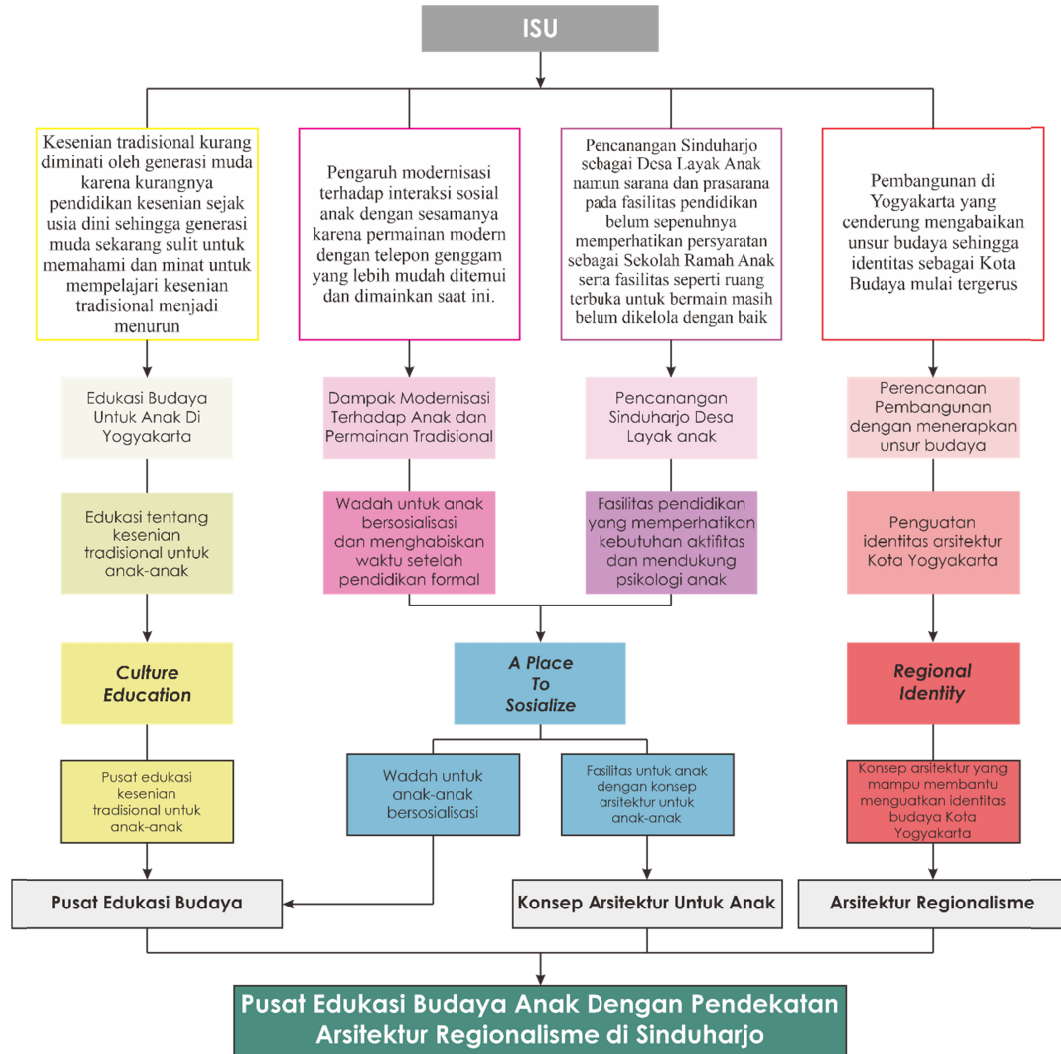 ISU
Kesenian tradisional kurang
diminati oleh generasi muda
karena kurangnya
pendidikan kesenian sejak
usia dini sehingga generasi
muda sekarang sulit untuk
memahami dan minat untuk
mempelajari kesenian
tradisional menjadi
menurun
Pengaruh modernisasi
terhadap interaksi sosial
anak dengan sesamanya
karena permainan modern
dengan telepon genggam
yang lebih mudah ditemui
dan dimainkan saat ini.
Pencanangan Sinduharjo
sebagai Desa Layak Anak
namun sarana dan prasarana
pada fasilitas pendidikan
belum sepenuhnya
memperhatikan persyaratan
sebagai Sekolah Ramah Anak
serta fasilitas seperti ruang
terbuka untuk bermain masih
belum dikelola dengan baik
Pembangunan di
Yogyakarta yang
cenderung mengabaikan
unsur budaya sehingga
identitas sebagai Kota
Budaya mulai tergerus
Edukasi Budaya
Untuk Anak Di
Yogyakarta
Dampak Modernisasi
Terhadap Anak dan
Permainan Tradisional
Pencanangan
Sinduharjo Desa
Layak anak
Perencanaan
Pembangunan
dengan menerapkan
unsur budaya
Edukasi tentang
kesenian
tradisional untuk
anak-anak
Wadah untuk anak
bersosialisasi
dan menghabiskan
waktu setelah
pendidikan formal
Fasilitas pendidikan
yang memperhatikan
kebutuhan aktifitas
dan mendukung
psikologi anak
Penguatan
identitas arsitektur
Kota Yogyakarta
Culture
Education
A Place
To
Sosialize
Regional
Identity
Pusat edukasi
kesenian
tradisional untuk
anak-anak
Wadah untuk
anak-anak
bersosialisasi
Fasilitas untuk anak
dengan konsep
arsitektur untuk
anak-anak
Konsep arsitektur yang
mampu membantu
menguatkan identitas
budaya Kota
Yogyakarta
Pusat Edukasi Budaya
Konsep Arsitektur Untuk Anak
Arsitektur Regionalisme
Pusat Edukasi Budaya Anak Dengan Pendekatan
Arsitektur Regionalisme di Sinduharjo